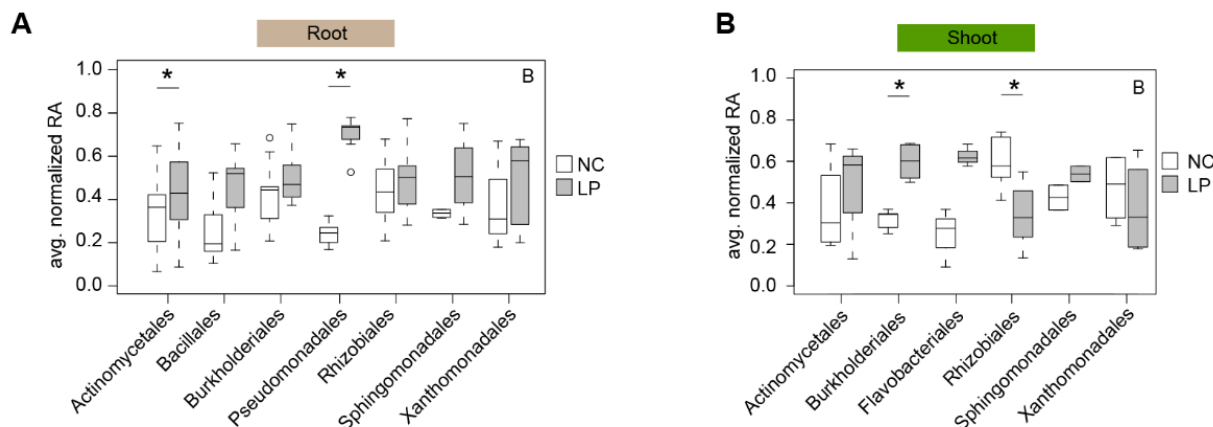 A
Root
B
avg. normalized RA
1.0
0.8
0.6
0.4
0.2
0.0
*
*
NC
LP
Actinomycetales
Bacillales
Burkholderiales
Pseudomonadales
Rhizobiales
Sphingomonadales
Xanthomonadales
B
Shoot
B
avg. normalized RA
1.0
0.8
0.6
0.4
0.2
0.0
*
*
NC
LP
Actinomycetales
Burkholderiales
Flavobacteriales
Rhizobiales
Sphingomonadales
Xanthomonadales